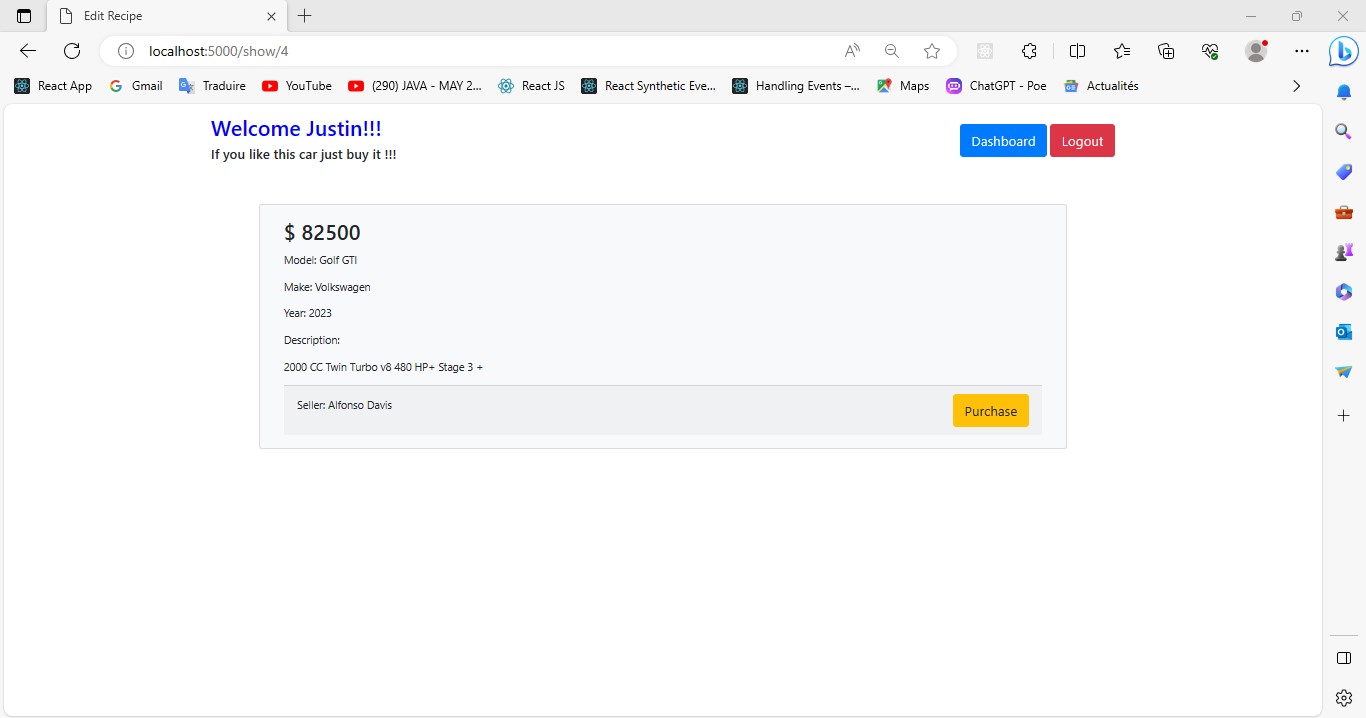 Edit Recipe
localhost:5000/show/4
React App
Gmail
Traduire
YouTube
(290) JAVA - MAY 2...
React JS
React Synthetic Eve...
Handling Events –...
Maps
ChatGPT - Poe
Actualités
Welcome Justin!!!
If you like this car just buy it !!!
Dashboard
Logout
$ 82500
Model: Golf GTI
Make: Volkswagen
Year: 2023
Description:
2000 CC Twin Turbo v8 480 HP+ Stage 3 +
Seller: Alfonso Davis
Purchase